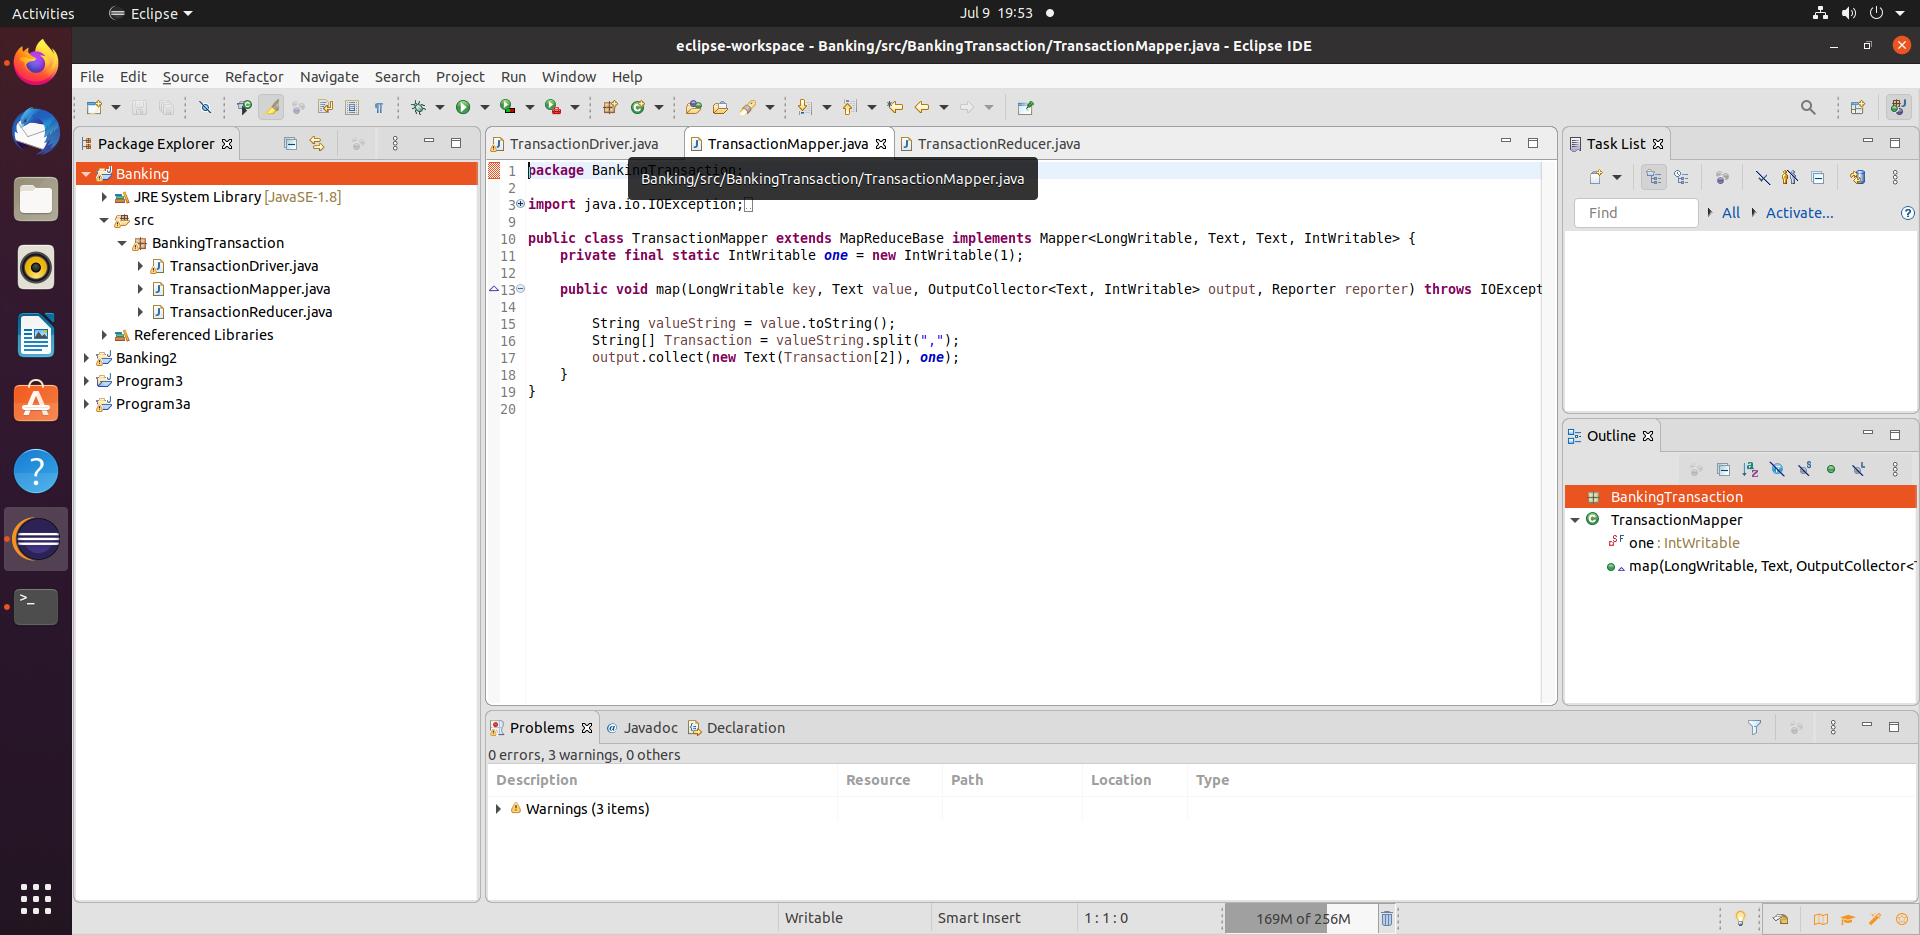 Activities
Eclipse
Jul 9 19:53
eclipse-workspace - Banking/src/BankingTransaction/TransactionMapper.java - Eclipse IDE
File Edit Source Refactor Navigate Search Project Run Window Help
Package Explorer
Banking
JRE System Library [JavaSE-1.8]
src
BankingTransaction
TransactionDriver.java
TransactionMapper.java
TransactionReducer.java
Referenced Libraries
Banking2
Program3
Program3a
TransactionDriver.java
TransactionMapper.java
TransactionReducer.java
Banking/src/BankingTransaction/TransactionMapper.java
1 package BankingTransaction;
2
3 import java.io.IOException;
9
10 public class TransactionMapper extends MapReduceBase implements Mapper<LongWritable, Text, Text, IntWritable> {
11 private final static IntWritable one = new IntWritable(1);
12
13 public void map(LongWritable key, Text value, OutputCollector<Text, IntWritable> output, Reporter reporter) throws IOExcept
14
15 String valueString = value.toString();
16 String[] Transaction = valueString.split(",");
17 output.collect(new Text(Transaction[2]), one);
18 }
19 }
20
Task List
Find
All
Activate...
Outline
BankingTransaction
TransactionMapper
one : IntWritable
map(LongWritable, Text, OutputCollector<T
Problems
Javadoc
Declaration
0 errors, 3 warnings, 0 others
Description Resource Path Location Type
Warnings (3 items)
Writable
Smart Insert
1 : 1 : 0
169M of 256M